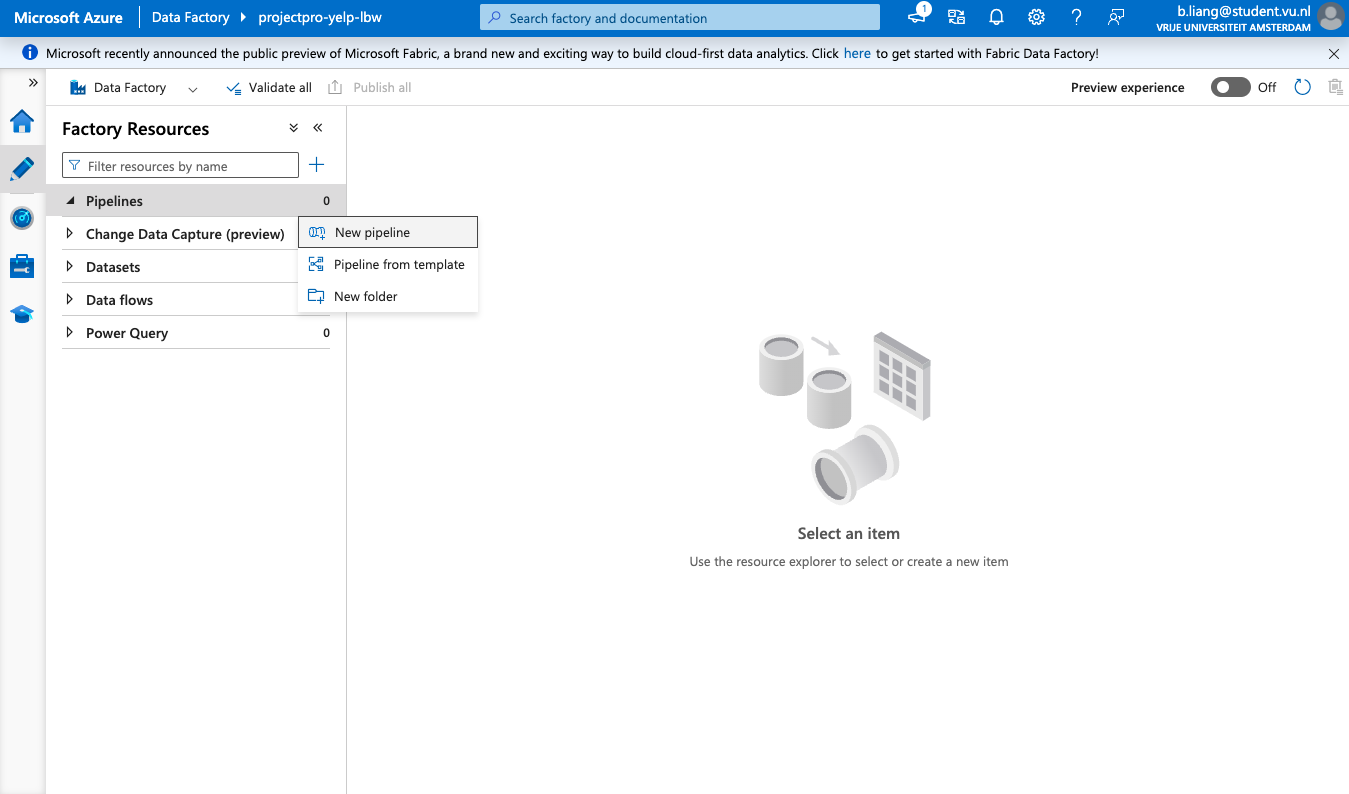 Microsoft Azure
Data Factory
projectpro-yelp-lbw
Search factory and documentation
1
b.liang@student.vu.nl
VRIJE UNIVERSITEIT AMSTERDAM
Microsoft recently announced the public preview of Microsoft Fabric, a brand new and exciting way to build cloud-first data analytics. Click here to get started with Fabric Data Factory!
Data Factory
Validate all
Publish all
Preview experience
Off
Factory Resources
Filter resources by name
Pipelines 0
Change Data Capture (preview)
Datasets
Data flows
Power Query 0
New pipeline
Pipeline from template
New folder
Select an item
Use the resource explorer to select or create a new item